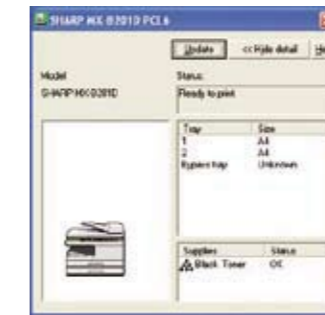 SHARP MX-B201D PCL6
Update << Hide detail He
Model
SHARP MX-B201D
Status:
Ready to print
Tray Size
1 A4
2 A4
Bypass tray Unknown
Supplies Status
Black Toner OK